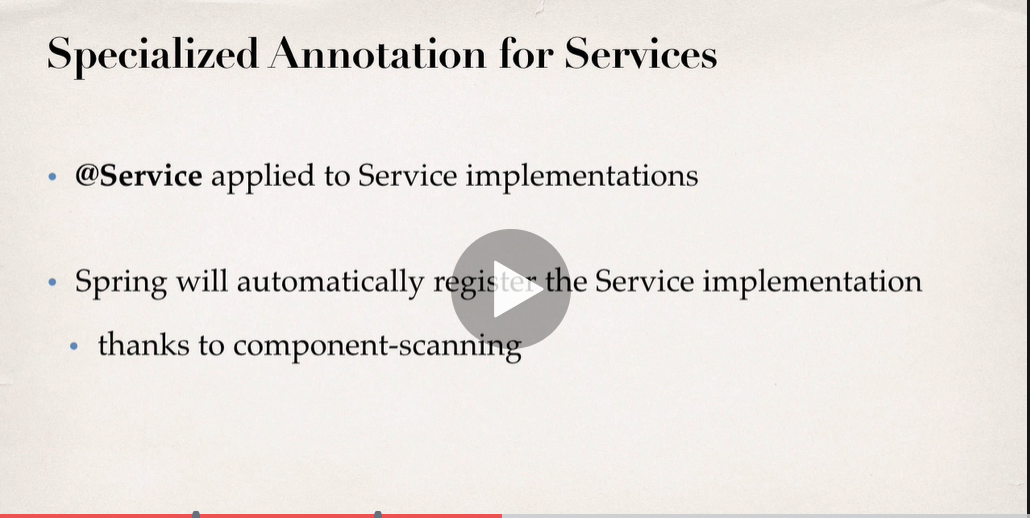 Specialized Annotation for Services
@Service applied to Service implementations
Spring will automatically register the Service implementation
thanks to component-scanning